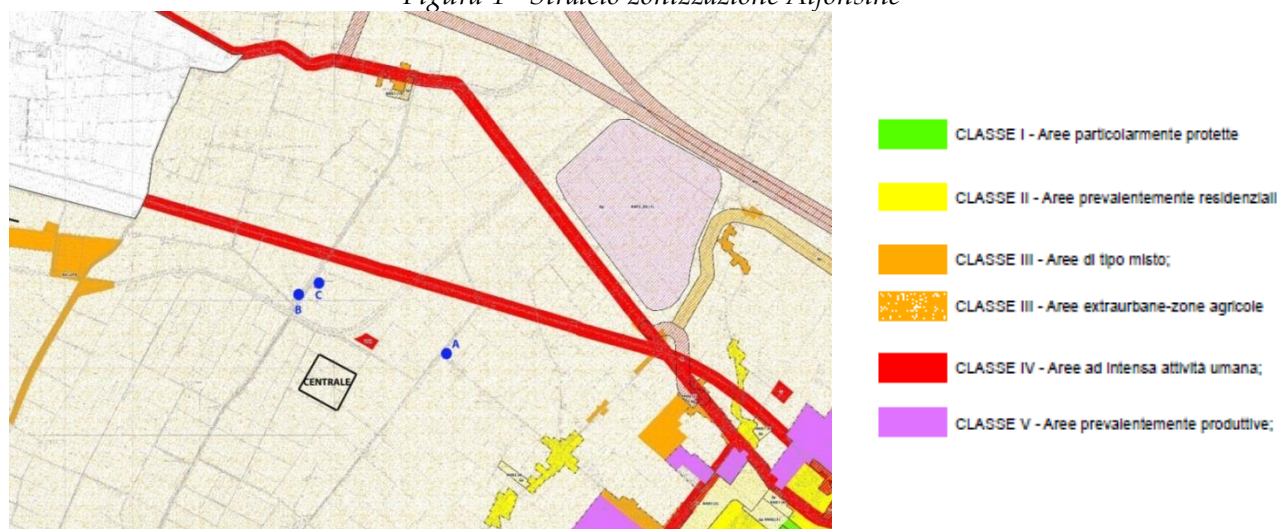 Figura 1 - Stralcio zonizzazione Alfonsine
C
B
A
CENTRALE
CLASSE I - Aree particolarmente protette
CLASSE II - Aree prevalentemente residenziali
CLASSE III - Aree di tipo misto;
CLASSE III - Aree extraurbane-zone agricole
CLASSE IV - Aree ad intensa attività umana;
CLASSE V - Aree prevalentemente produttive;